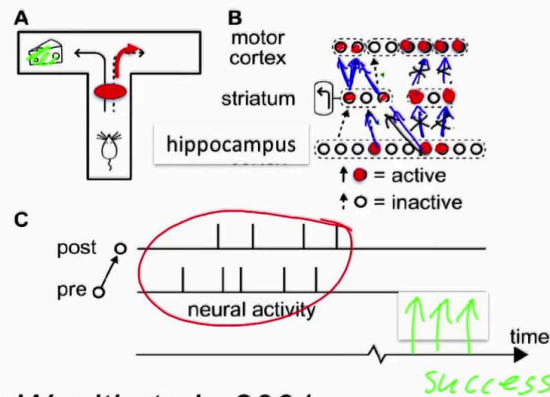 A
B
motor
cortex
striatum
hippocampus
= active
= inactive
C
post
pre
neural activity
time
success